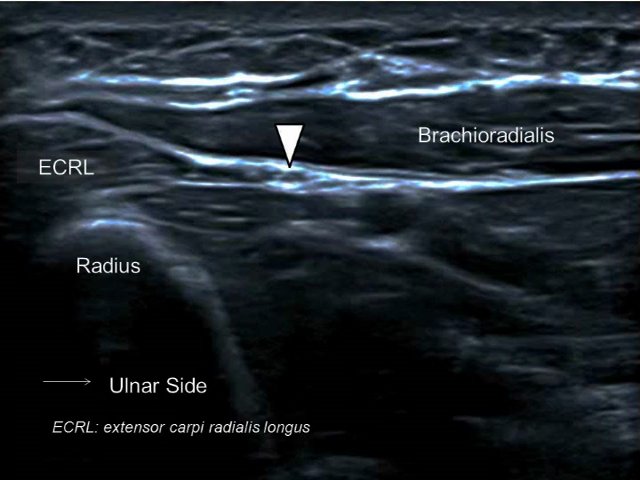 Brachioradialis
ECRL
Radius
Ulnar Side
ECRL: extensor carpi radialis longus